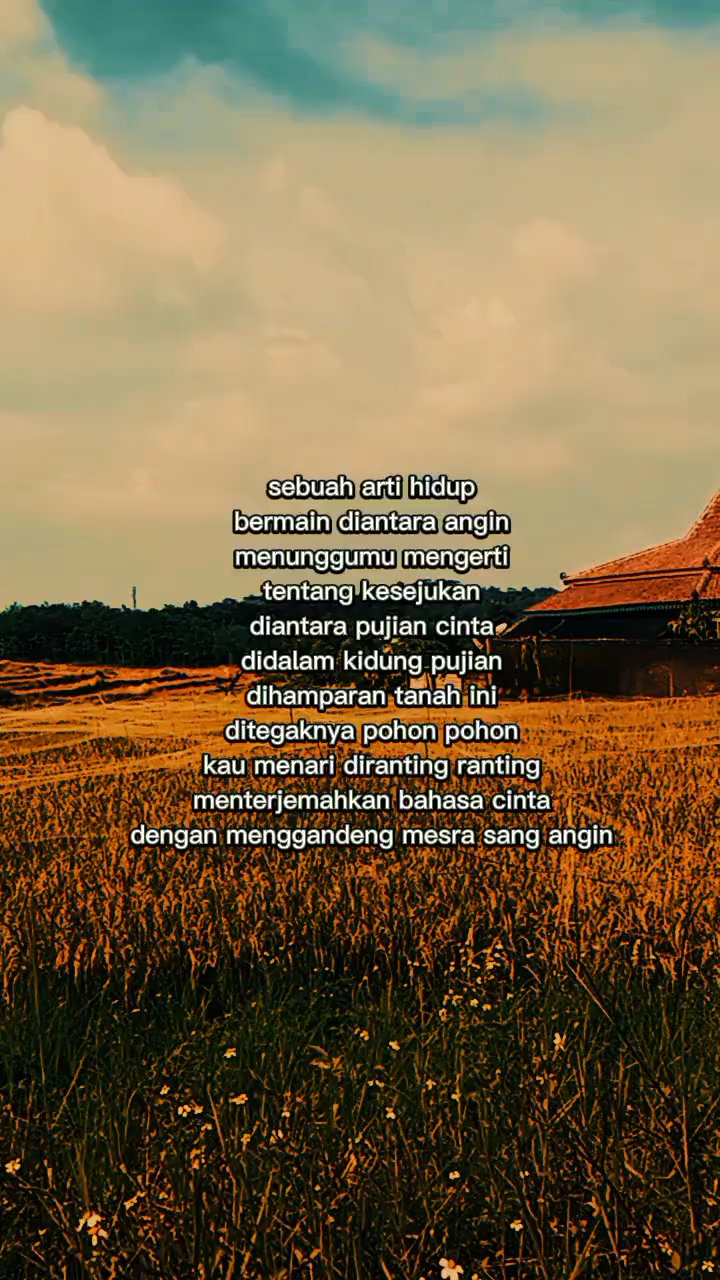 sebuah arti hidup
bermain diantara angin
menunggumu mengerti
tentang kesejukan
diantara pujian cinta
didalam kidung pujian
dihamparan tanah ini
ditegaknya pohon pohon
kau menari diranting ranting
menterjemahkan bahasa cinta
dengan menggandeng mesra sang angin